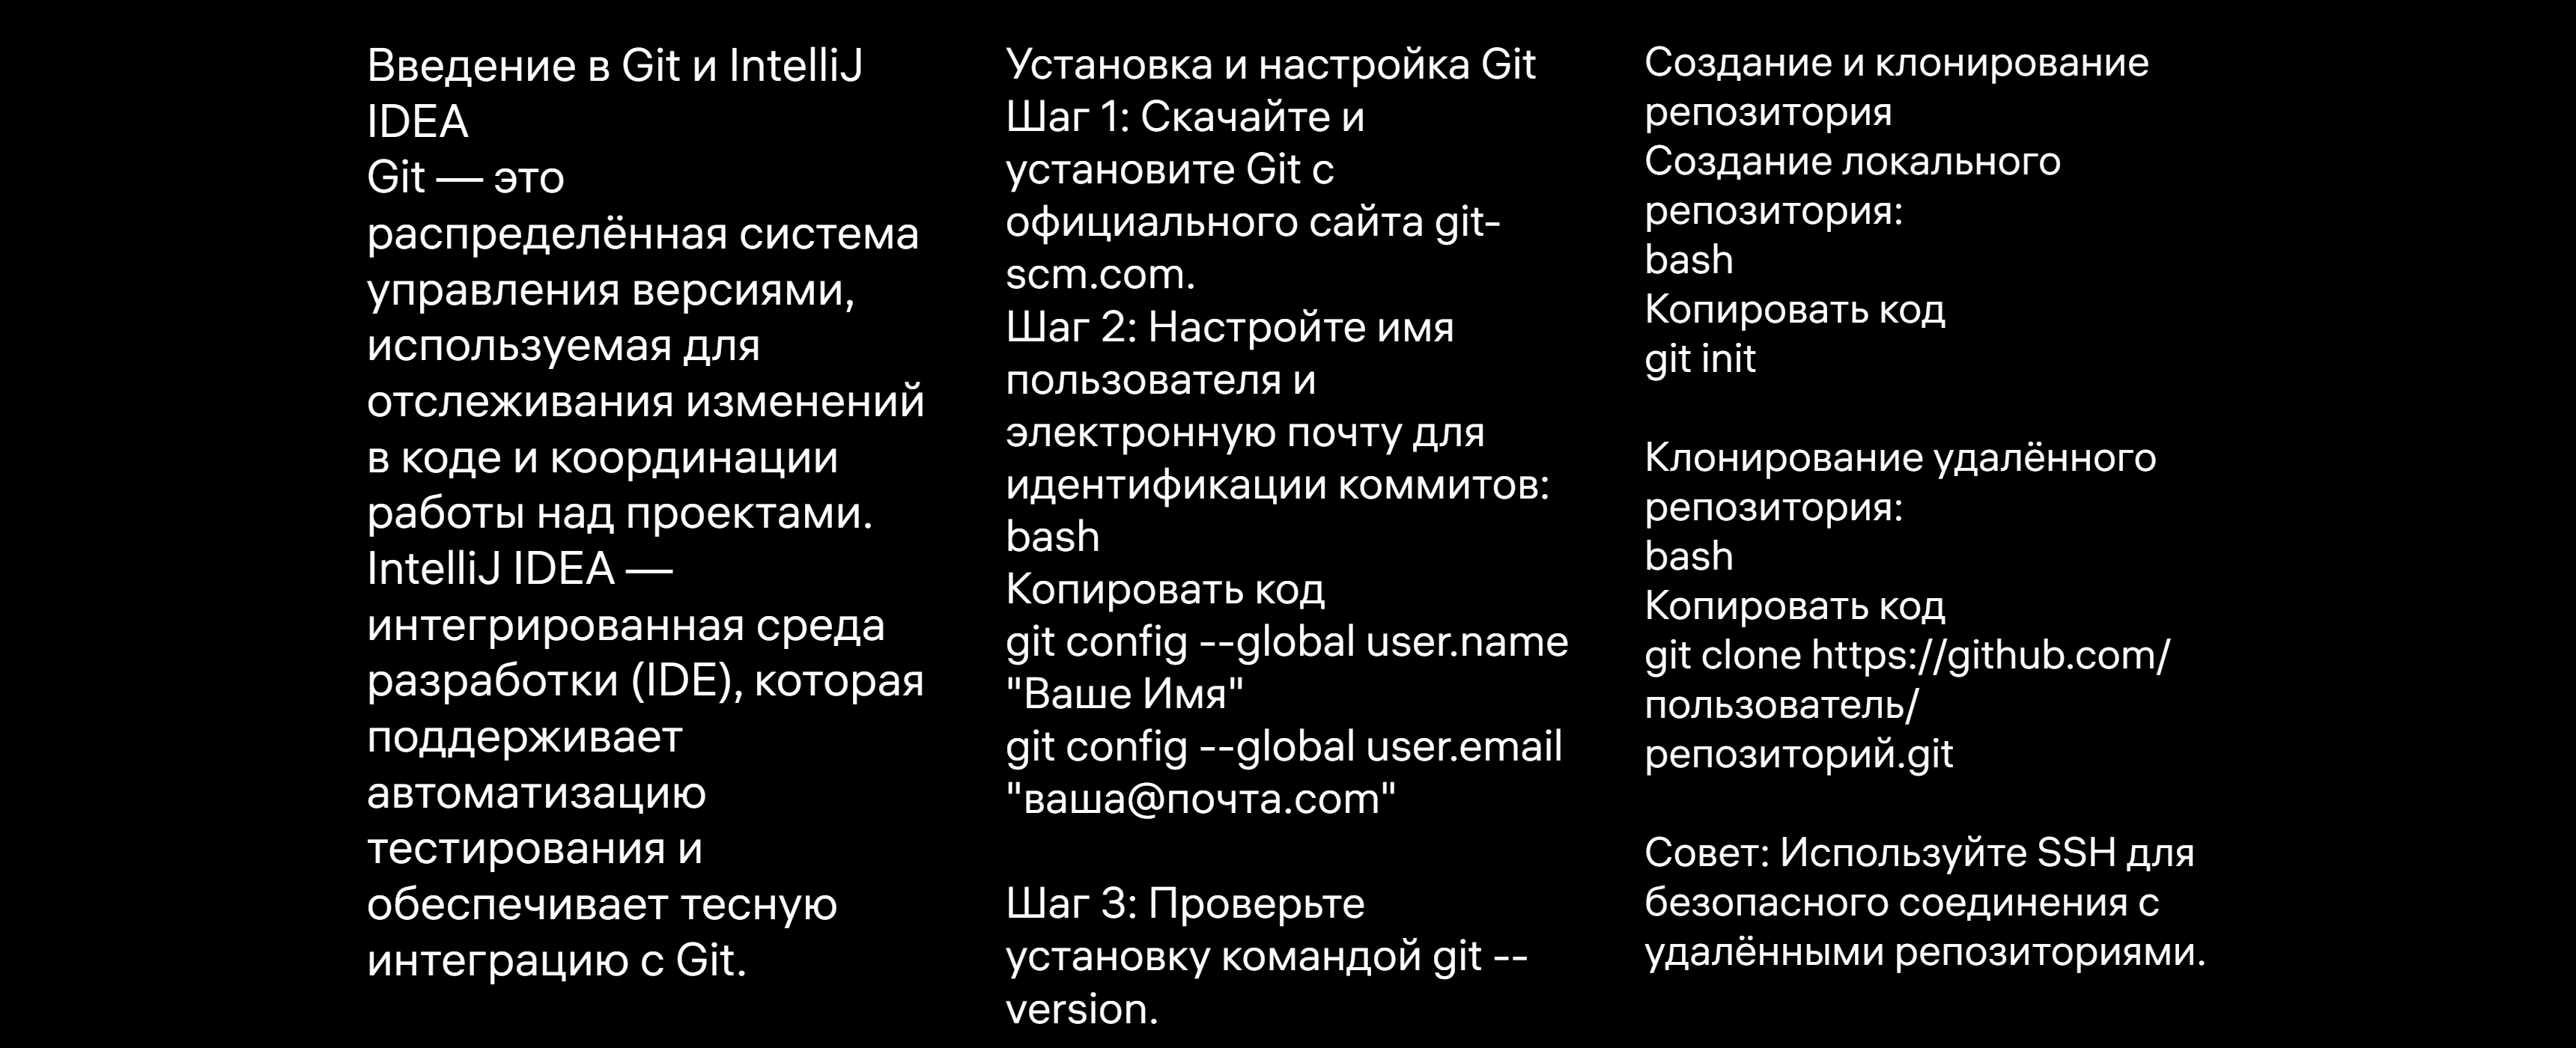 Введение в Git и IntelliJ
IDEA
Git — это
распределённая система
управления версиями,
используемая для
отслеживания изменений
в коде и координации
работы над проектами.
IntelliJ IDEA —
интегрированная среда
разработки (IDE), которая
поддерживает
автоматизацию
тестирования и
обеспечивает тесную
интеграцию с Git.
Установка и настройка Git
Шаг 1: Скачайте и
установите Git с
официального сайта git-
scm.com.
Шаг 2: Настройте имя
пользователя и
электронную почту для
идентификации коммитов:
bash
Копировать код
git config --global user.name
"Ваше Имя"
git config --global user.email
"ваша@почта.com"
Шаг 3: Проверьте
установку командой git --
version.
Создание и клонирование
репозитория
Создание локального
репозитория:
bash
Копировать код
git init
Клонирование удалённого
репозитория:
bash
Копировать код
git clone https://github.com/
пользователь/
репозиторий.git
Совет: Используйте SSH для
безопасного соединения с
удалёнными репозиториями.